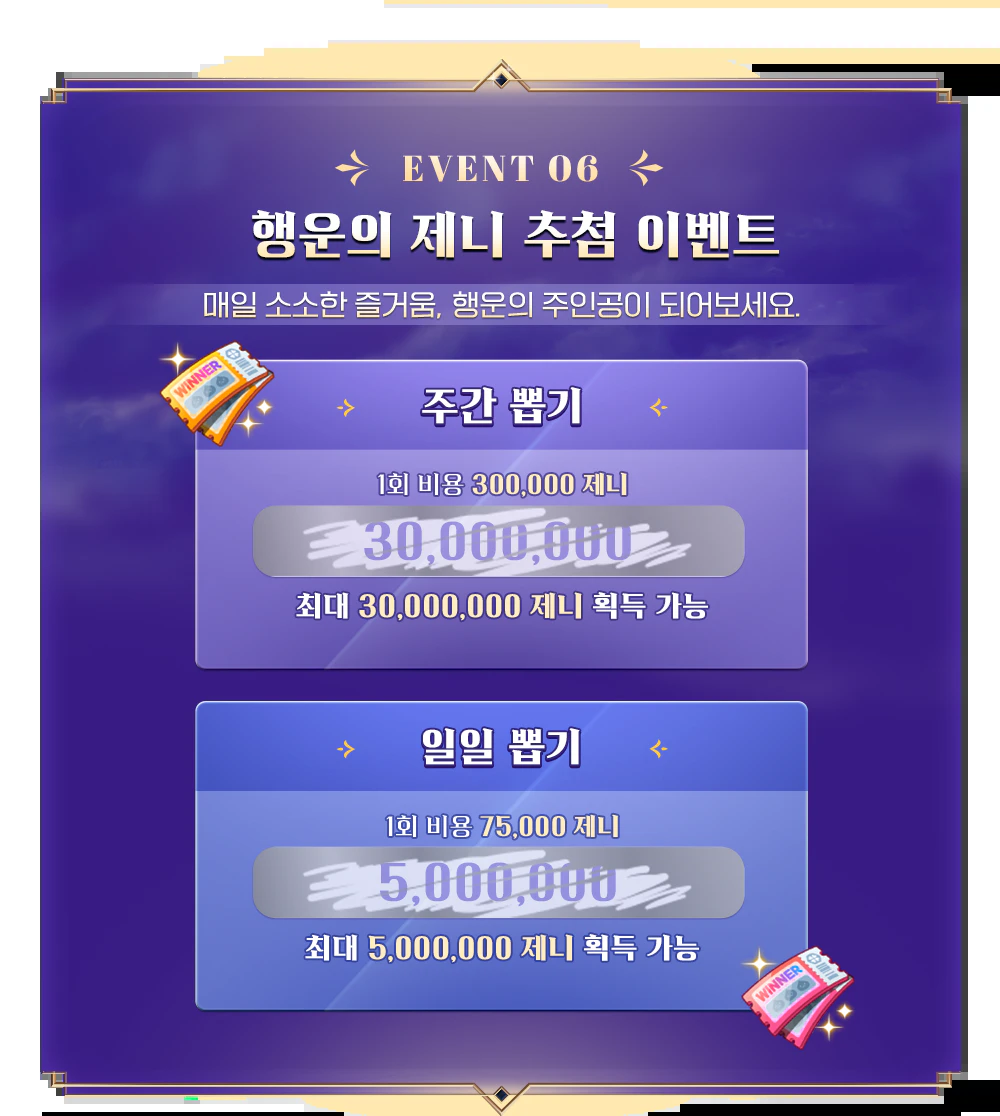 EVENT 06
행운의 제니 추첨 이벤트
매일 소소한 즐거움, 행운의 주인공이 되어보세요.
WINNER
주간 뽑기
1회 비용 300,000 제니
30,000,000
최대 30,000,000 제니 획득 가능
일일 뽑기
1회 비용 75,000 제니
5,000,000
최대 5,000,000 제니 획득 가능
WINNER